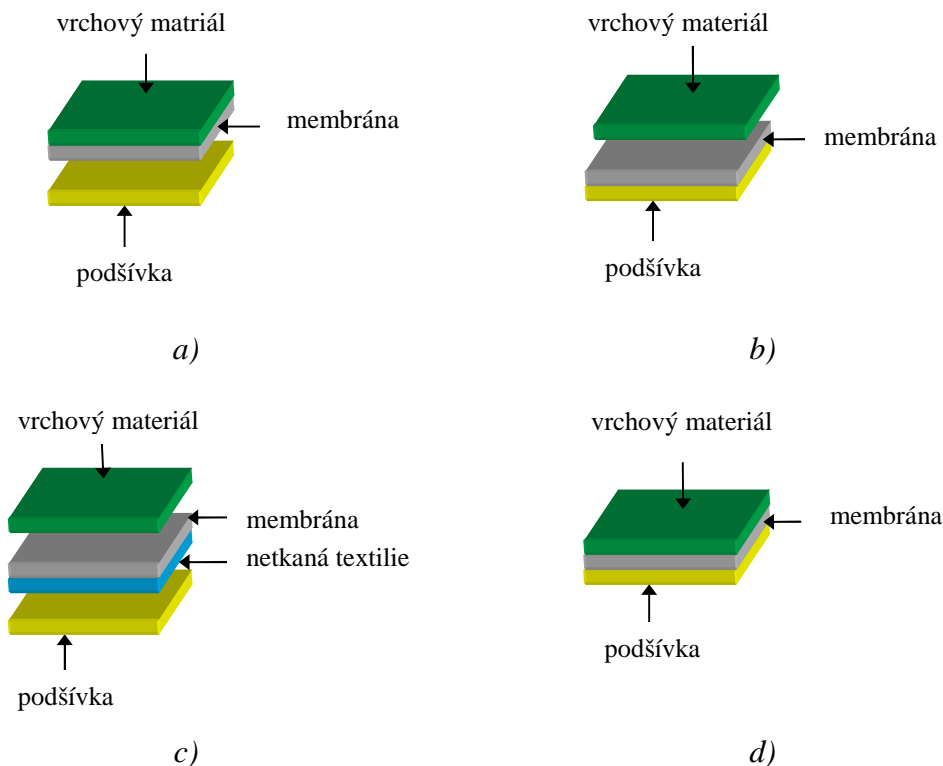 vrchový matriál
membrána
podšívka
a)
vrchový materiál
membrána
podšívka
b)
vrchový materiál
membrána
netkaná textilie
podšívka
c)
vrchový materiál
membrána
podšívka
d)